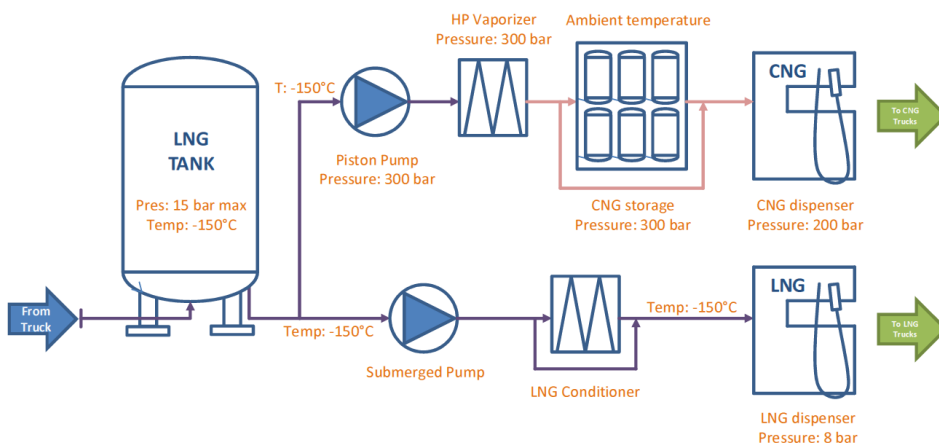 HP Vaporizer
Pressure: 300 bar
Ambient temperature
T: -150°C
CNG
To CNG
Trucks
LNG
TANK
Pres: 15 bar max
Temp: -150°C
Piston Pump
Pressure: 300 bar
CNG storage
Pressure: 300 bar
CNG dispenser
Pressure: 200 bar
From
Truck
Temp: -150°C
Submerged Pump
LNG Conditioner
Temp: -150°C
LNG
To LNG
Trucks
LNG dispenser
Pressure: 8 bar